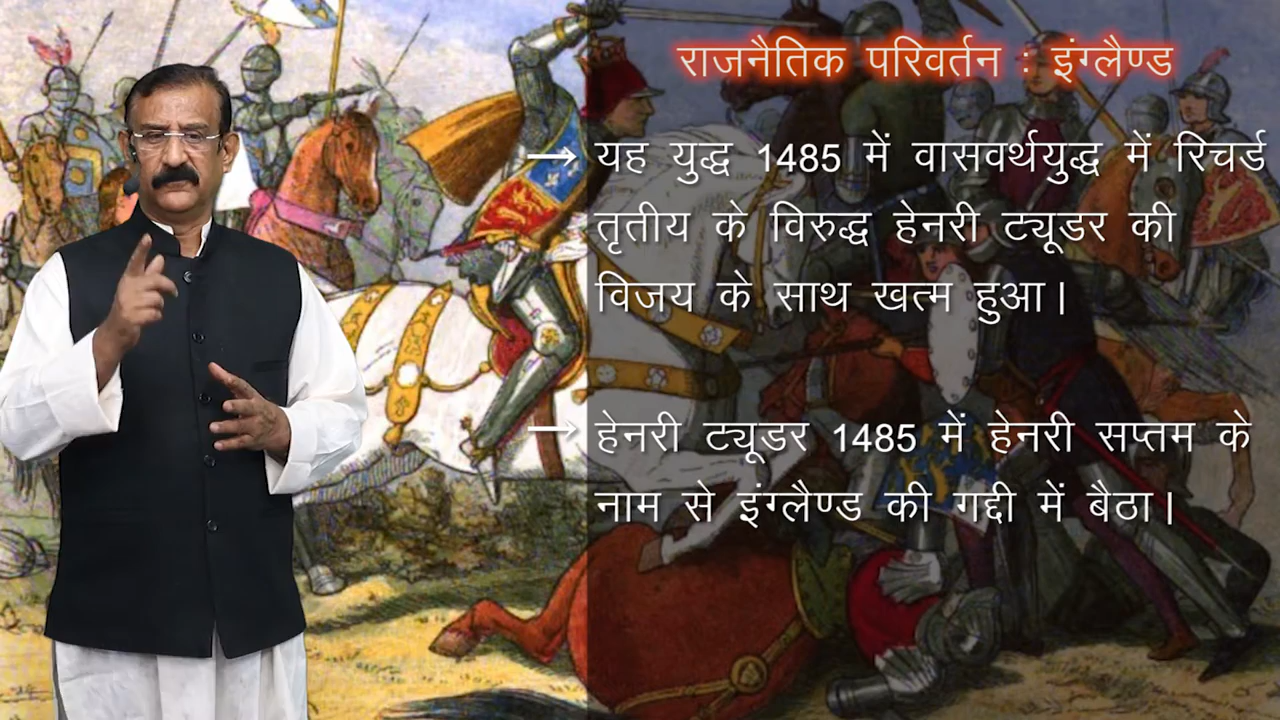 राजनैतिक परिवर्तन : इंग्लैण्ड
→ यह युद्ध 1485 में वासवर्थयुद्ध में रिचर्ड
तृतीय के विरुद्ध हेनरी ट्यूडर की
विजय के साथ खत्म हुआ।
→ हेनरी ट्यूडर 1485 में हेनरी सप्तम के
नाम से इंग्लैण्ड की गद्दी में बैठा।